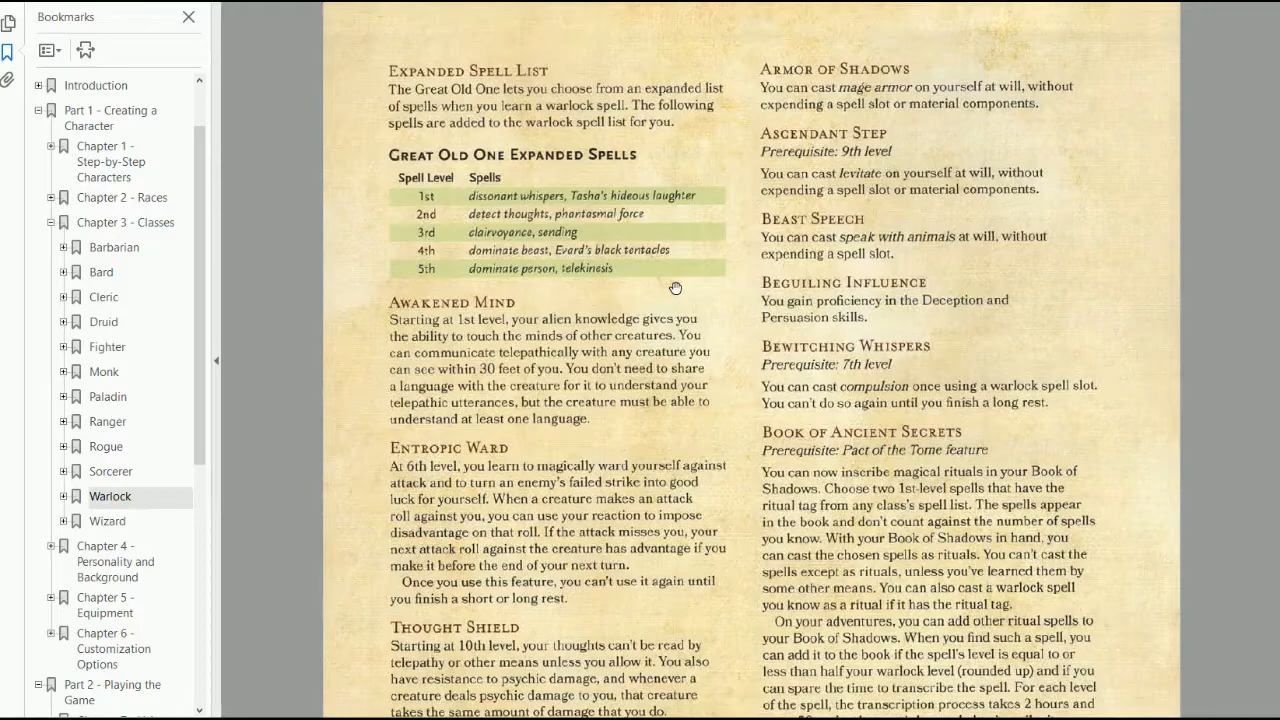 Bookmarks
Introduction
Part 1 - Creating a
Character
Chapter 1 -
Step-by-Step
Characters
Chapter 2 - Races
Chapter 3 - Classes
Barbarian
Bard
Cleric
Druid
Fighter
Monk
Paladin
Ranger
Rogue
Sorcerer
Warlock
Wizard
Chapter 4 -
Personality and
Background
Chapter 5 -
Equipment
Chapter 6 -
Customization
Options
Part 2 - Playing the
Game
EXPANDED SPELL LIST
The Great Old One lets you choose from an expanded list
of spells when you learn a warlock spell. The following
spells are added to the warlock spell list for you.
GREAT OLD ONE EXPANDED SPELLS
Spell Level Spells
1st dissonant whispers, Tasha's hideous laughter
2nd detect thoughts, phantasmal force
3rd clairvoyance, sending
4th dominate beast, Evard's black tentacles
5th dominate person, telekinesis
AWAKENED MIND
Starting at 1st level, your alien knowledge gives you
the ability to touch the minds of other creatures. You
can communicate telepathically with any creature you
can see within 30 feet of you. You don't need to share
a language with the creature for it to understand your
telepathic utterances, but the creature must be able to
understand at least one language.
ENTROPIC WARD
At 6th level, you learn to magically ward yourself against
attack and to turn an enemy's failed strike into good
luck for yourself. When a creature makes an attack
roll against you, you can use your reaction to impose
disadvantage on that roll. If the attack misses you, your
next attack roll against the creature has advantage if you
make it before the end of your next turn.
Once you use this feature, you can't use it again until
you finish a short or long rest.
THOUGHT SHIELD
Starting at 10th level, your thoughts can't be read by
telepathy or other means unless you allow it. You also
have resistance to psychic damage, and whenever a
creature deals psychic damage to you, that creature
takes the same amount of damage that you do.
ARMOR OF SHADOWS
You can cast mage armor on yourself at will, without
expending a spell slot or material components.
ASCENDANT STEP
Prerequisite: 9th level
You can cast levitate on yourself at will, without
expending a spell slot or material components.
BEAST SPEECH
You can cast speak with animals at will, without
expending a spell slot.
BEGUILING INFLUENCE
You gain proficiency in the Deception and
Persuasion skills.
BEWITCHING WHISPERS
Prerequisite: 7th level
You can cast compulsion once using a warlock spell slot.
You can't do so again until you finish a long rest.
BOOK OF ANCIENT SECRETS
Prerequisite: Pact of the Tome feature
You can now inscribe magical rituals in your Book of
Shadows. Choose two 1st-level spells that have the
ritual tag from any class's spell list. The spells appear
in the book and don't count against the number of spells
you know. With your Book of Shadows in hand, you
can cast the chosen spells as rituals. You can't cast the
spells except as rituals, unless you've learned them by
some other means. You can also cast a warlock spell
you know as a ritual if it has the ritual tag.
On your adventures, you can add other ritual spells to
your Book of Shadows. When you find such a spell, you
can add it to the book if the spell's level is equal to or
less than half your warlock level (rounded up) and if you
can spare the time to transcribe the spell. For each level
of the spell, the transcription process takes 2 hours and